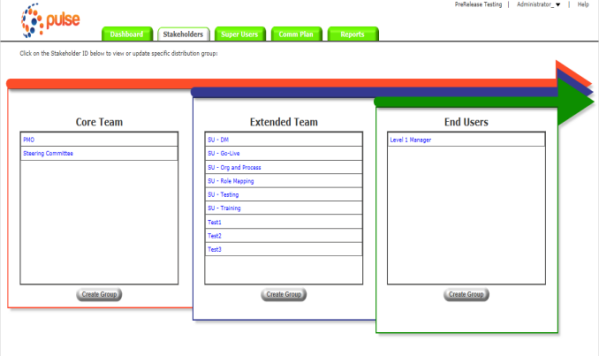 PreRelease Testing | Administrator_ | Help
pulse
Dashboard Stakeholders Super Users Comm Plan Reports
Click on the Stakeholder ID below to view or update specific distribution group:
Core Team
PMO
Steering Committee
Create Group
Extended Team
SU - DM
SU - Go-Live
SU - Org and Process
SU - Role Mapping
SU - Testing
SU - Training
Test1
Test2
Test3
Create Group
End Users
Level 1 Manager
Create Group